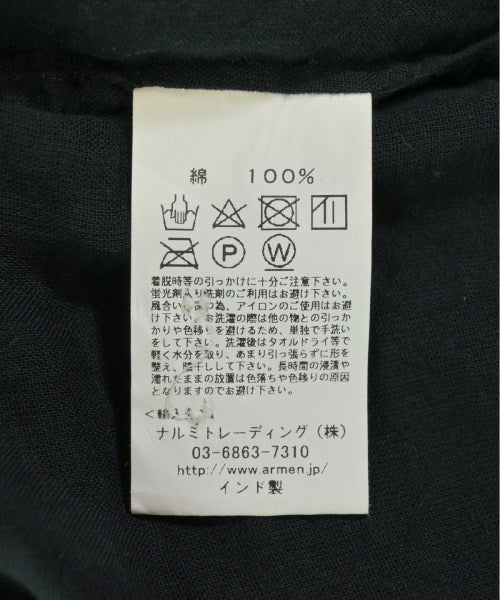 綿　100%
P W
着脱時等の引っかけに十分ご注意下さい。
蛍光剤入り洗剤のご利用はお避け下さい。
風合い 保つ為、アイロンのご使用はお避
け下さい。お洗濯の際は他の物との引っか
かりや色移りを避けるため、単独で手洗い
をして下さい。洗濯後はタオルドライ等で
軽く水分を取り、あまり引っ張らずに形を
整え、陰干しして下さい。長時間の浸漬や
濡れたままの放置は色落ちや色移りの原因
となりますのでお避け下さい。
<輸入
ナルミトレーディング(株)
03-6863-7310
http://www.armen.jp/
インド製